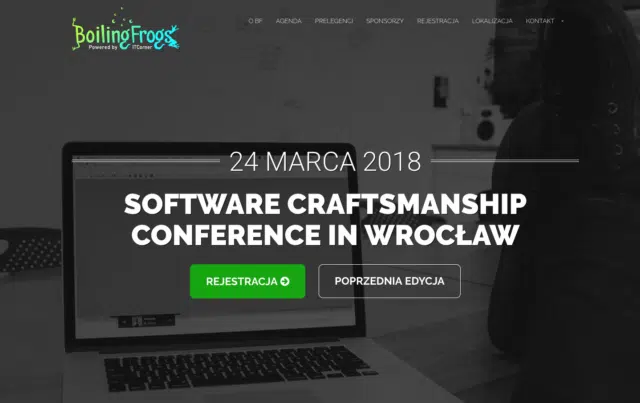 BoilingFrogs
Powered by ITCorner
O BF AGENDA PRELEGENCI SPONSORZY REJESTRACJA LOKALIZACJA KONTAKT
24 MARCA 2018
SOFTWARE CRAFTSMANSHIP
CONFERENCE IN WROCŁAW
REJESTRACJA POPRZEDNIA EDYCJA